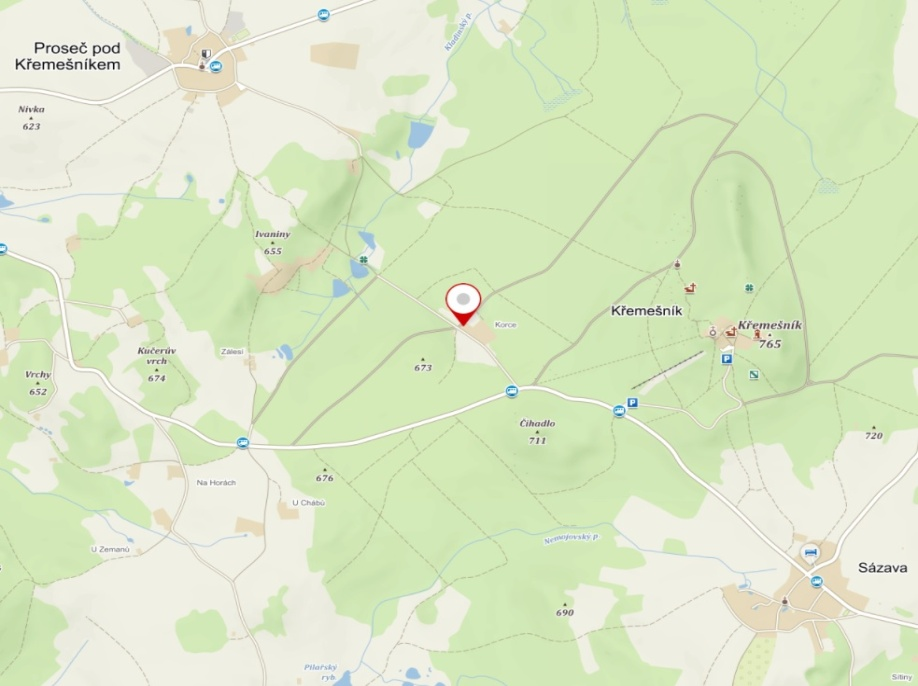 Proseč pod
Křemešníkem
Kladinský p.
Nivka
623
Ivaniny
655
Křemešník
Křemešník
765
Korce
Zálesí
Kučerův
vrch
674
673
Vrchy
652
Čihadlo
711
720
676
Na Horách
U Chábů
U Zemanů
Nemojovský p.
Sázava
690
Pilařský
ryb.
Sítiny
P
P